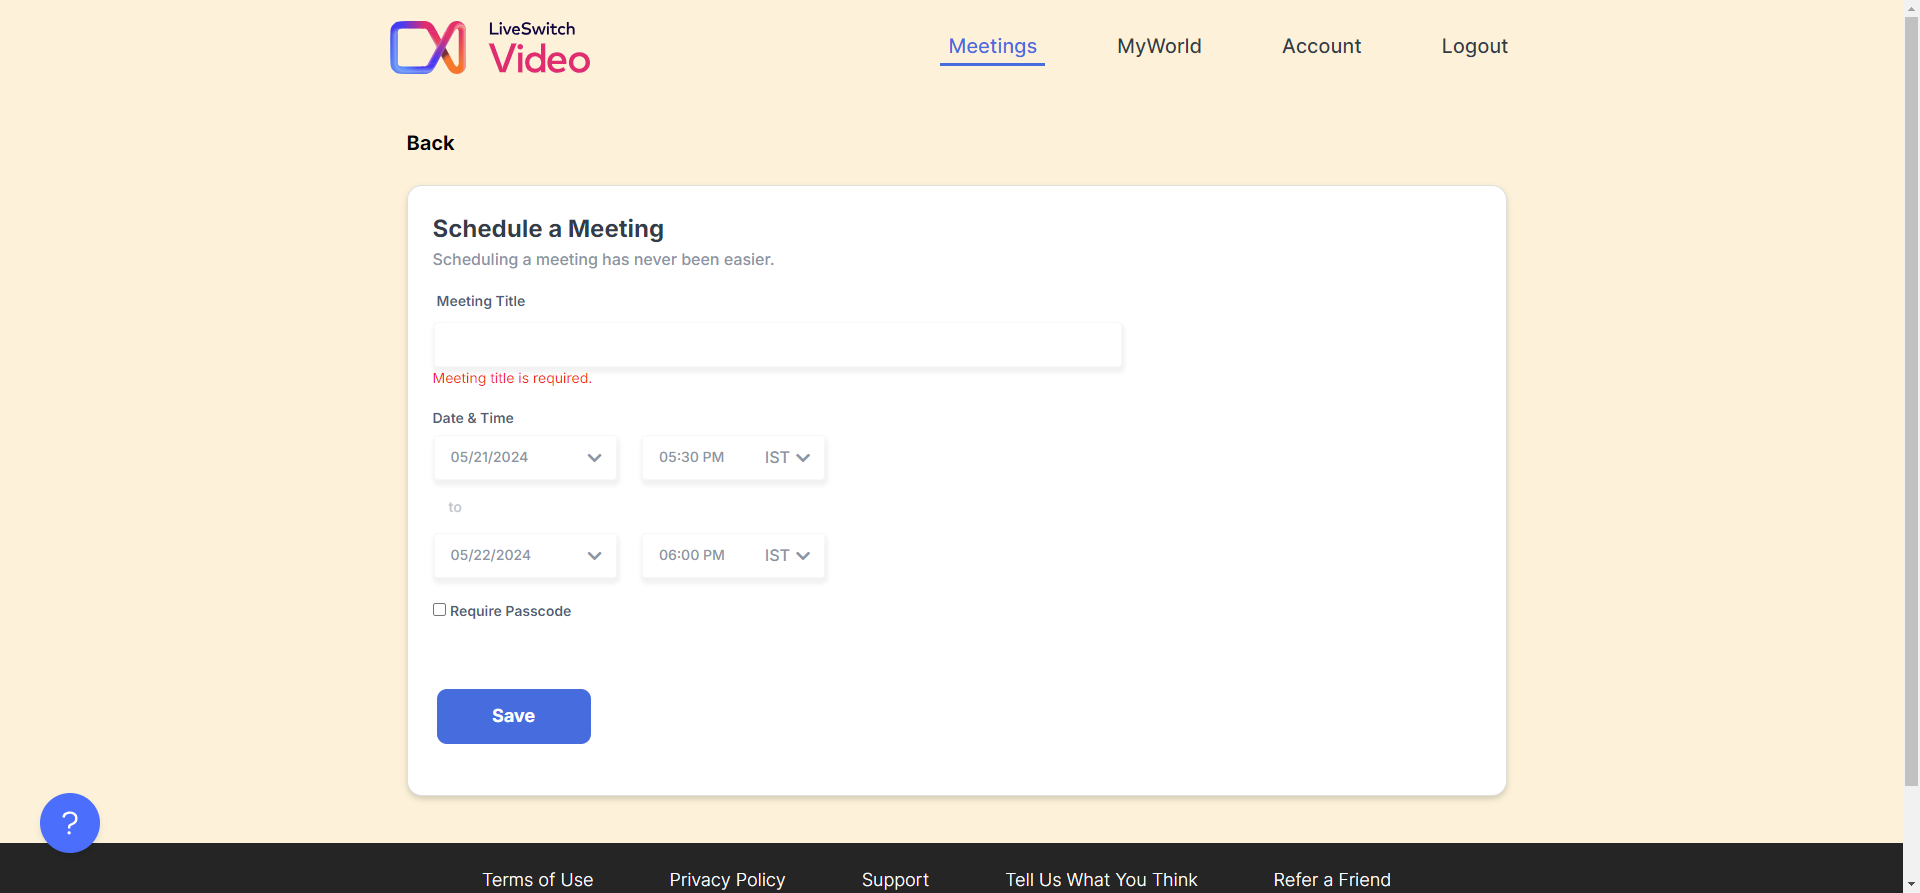 LiveSwitch
Video
Meetings
MyWorld
Account
Logout
Back
Schedule a Meeting
Scheduling a meeting has never been easier.
Meeting Title
Meeting title is required.
Date & Time
05/21/2024
05:30 PM IST
to
05/22/2024
06:00 PM IST
Require Passcode
Save
?
Terms of Use
Privacy Policy
Support
Tell Us What You Think
Refer a Friend